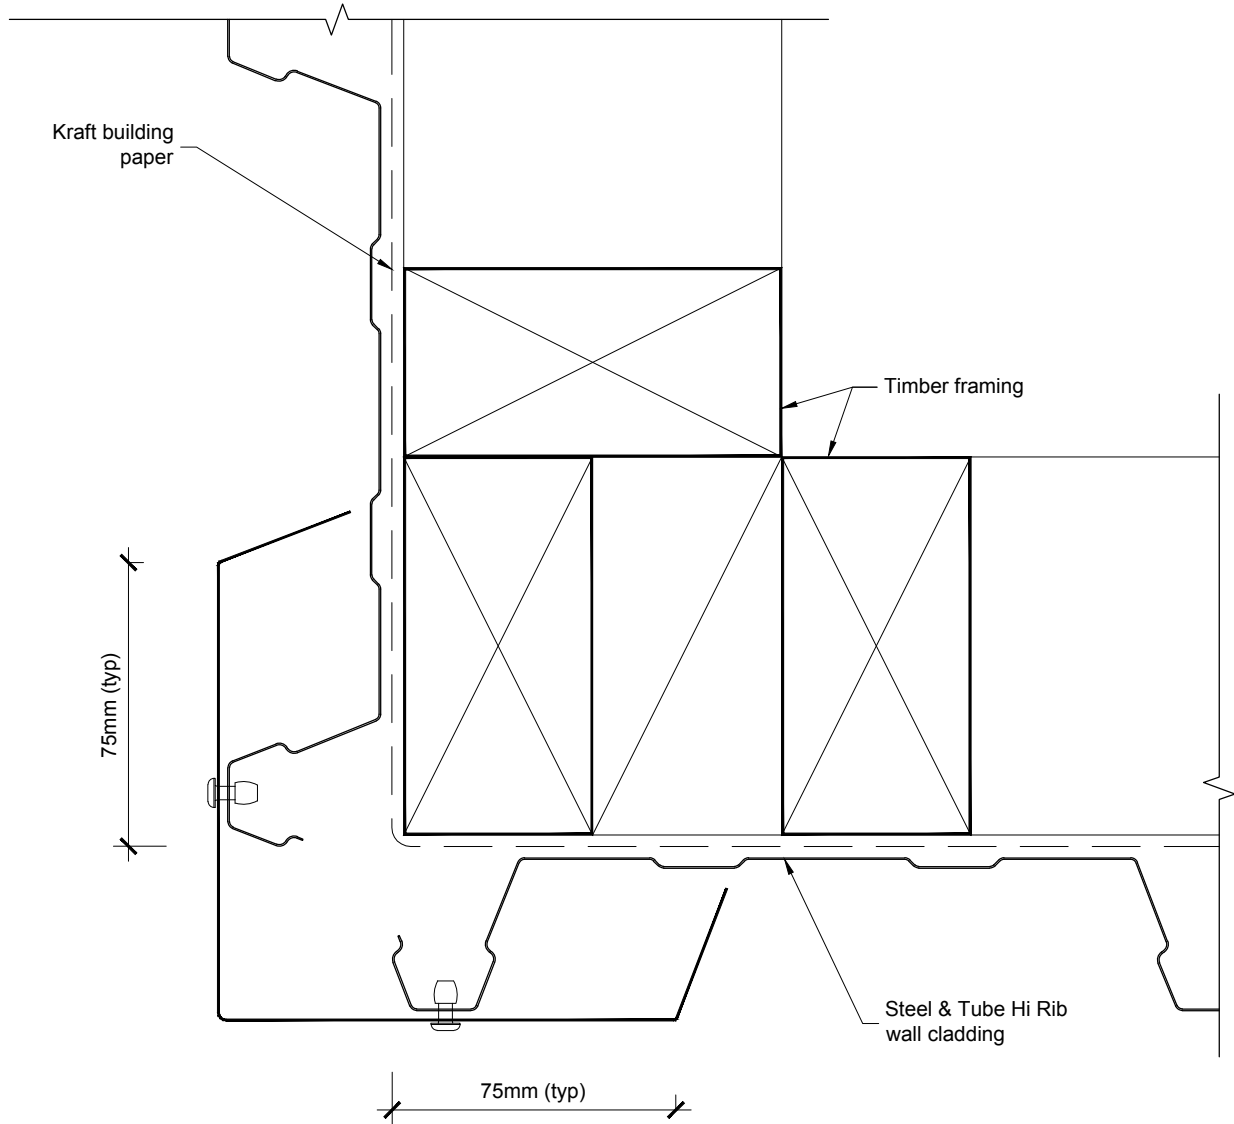 Kraft building
paper
Timber framing
75mm (typ)
Steel & Tube Hi Rib
wall cladding
75mm (typ)